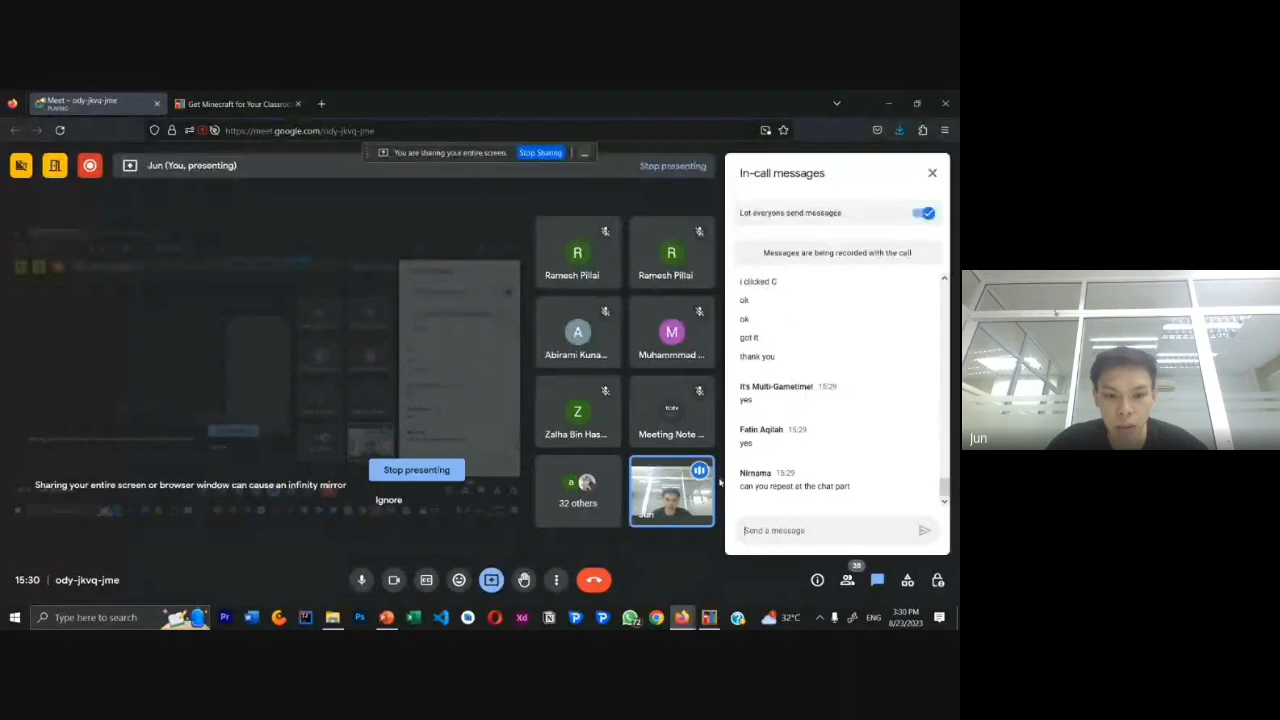 Meet – ody-jkvq-jme
PLAYING
Get Minecraft for Your Classroo
https://meet.google.com/ody-jkvq-jme
You are sharing your entire screen.
Stop Sharing
Jun (You, presenting)
Stop presenting
In-call messages
Let everyone send messages
Messages are being recorded with the call
i clicked C
ok
ok
got it
thank you
It's Multi-Gametime! 15:29
yes
Fatin Aqilah 15:29
yes
Nirnama 15:29
can you repeat at the chat part
Send a message
R
Ramesh Pillai
R
Ramesh Pillai
A
Abirami Kuna...
M
Muhammmad ...
Z
Zalha Bin Has...
Meeting Note ...
a
32 others
Jun
Stop presenting
Sharing your entire screen or browser window can cause an infinity mirror
Ignore
15:30
ody-jkvq-jme
38
Type here to search
32°C
ENG
3:30 PM
8/23/2023
Jun